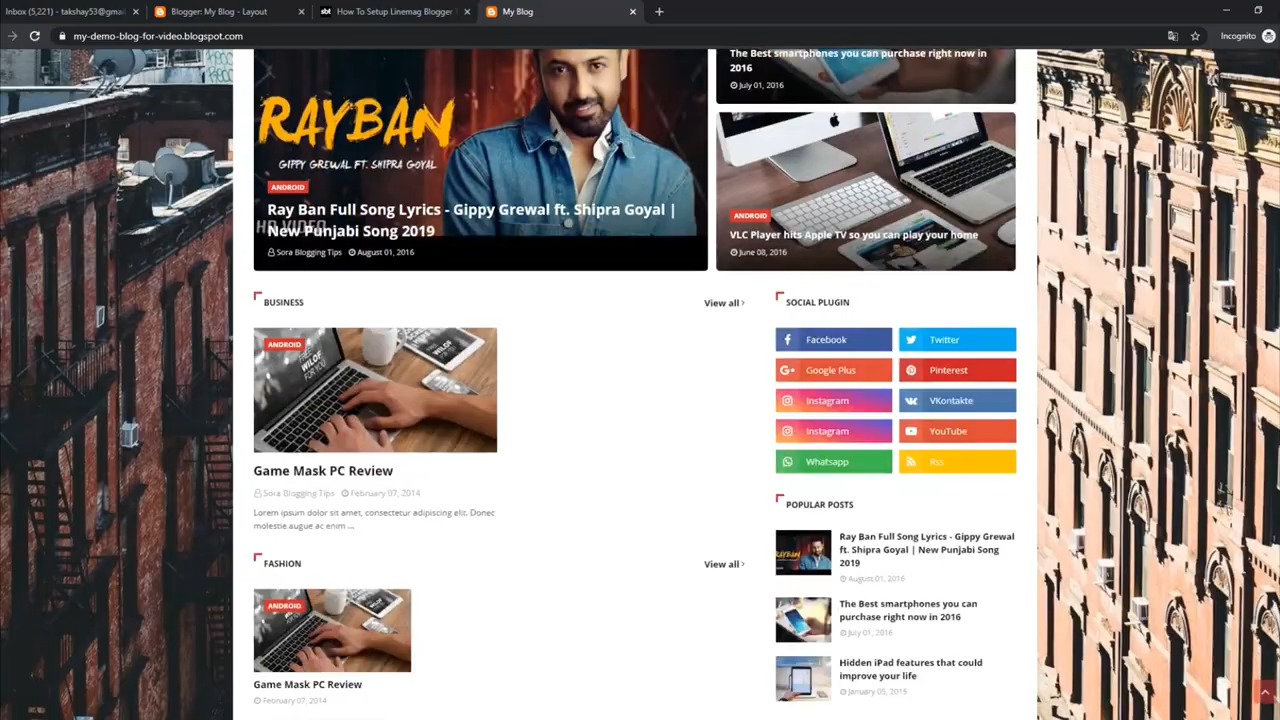 Inbox (5,221) - takshay53@gmai
Blogger: My Blog - Layout
sbt
How To Setup Linemag Blogger
My Blog
my-demo-blog-for-video.blogspot.com
Incognito
RAYBAN
GIPPY GREWAL FT. SHIPRA GOYAL
ANDROID
Ray Ban Full Song Lyrics - Gippy Grewal ft. Shipra Goyal |
New Punjabi Song 2019
Sora Blogging Tips August 01, 2016
The Best smartphones you can purchase right now in
2016
July 01, 2016
ANDROID
VLC Player hits Apple TV so you can play your home
June 08, 2016
BUSINESS
View all
ANDROID
Game Mask PC Review
Sora Blogging Tips February 07, 2014
Lorem ipsum dolor sit amet, consectetur adipiscing elit. Donec
molestie augue ac enim ...
FASHION
View all
ANDROID
Game Mask PC Review
February 07, 2014
SOCIAL PLUGIN
Facebook
Twitter
Google Plus
Pinterest
Instagram
VKontakte
Instagram
YouTube
Whatsapp
Rss
POPULAR POSTS
RAYBAN
Ray Ban Full Song Lyrics - Gippy Grewal
ft. Shipra Goyal | New Punjabi Song
2019
August 01, 2016
The Best smartphones you can
purchase right now in 2016
July 01, 2016
Hidden iPad features that could
improve your life
January 05, 2015